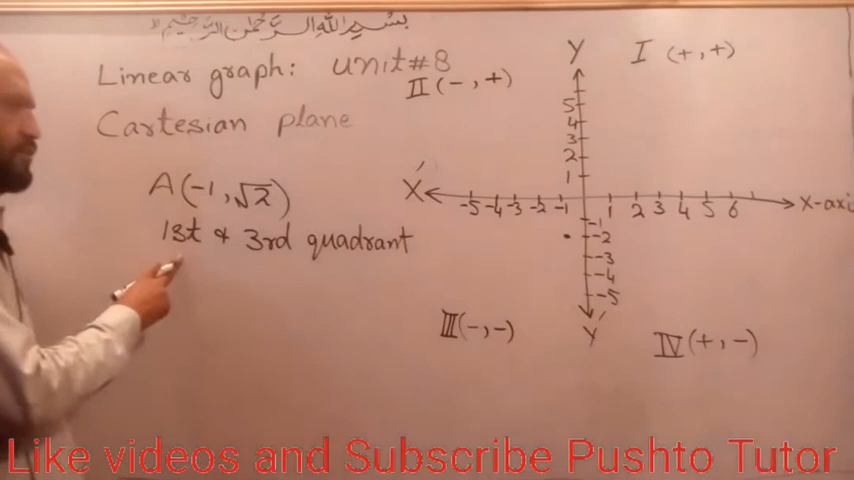 بسم الله الرحمن الرحيم
Linear graph: unit#8
Cartesian plane
A(-1,√2)
1st & 3rd quadrant
II(-,+)
I (+,+)
Y
5
4
3
2
1
X′
-5 -4 -3 -2 -1 1 2 3 4 5 6 X-axi
-1
-2
-3
-4
-5
Y′
III(-,-)
IV(+,-)
Like videos and Subscribe Pushto Tutor